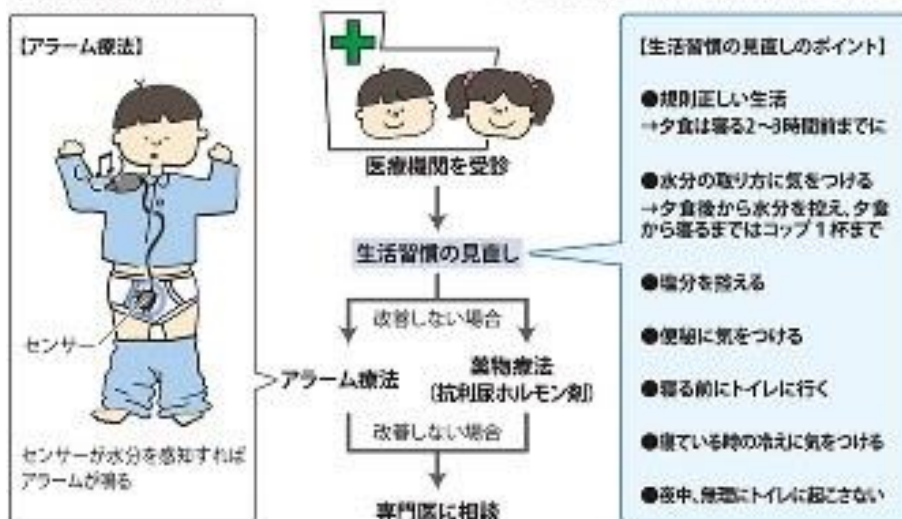 【アラーム療法】
センサー
センサーが水分を感知すれば
アラームが鳴る
医療機関を受診
生活習慣の見直し
改善しない場合
アラーム療法
薬物療法
(抗利尿ホルモン剤)
改善しない場合
専門医に相談
【生活習慣の見直しのポイント】
●規則正しい生活
→夕食は寝る2〜3時間前までに
●水分の取り方に気をつける
→夕食後から水分を控え、夕食
から寝るまではコップ1杯まで
●塩分を控える
●便秘に気をつける
●寝る前にトイレに行く
●寝ている時の冷えに気をつける
●夜中、無理にトイレに起こさない